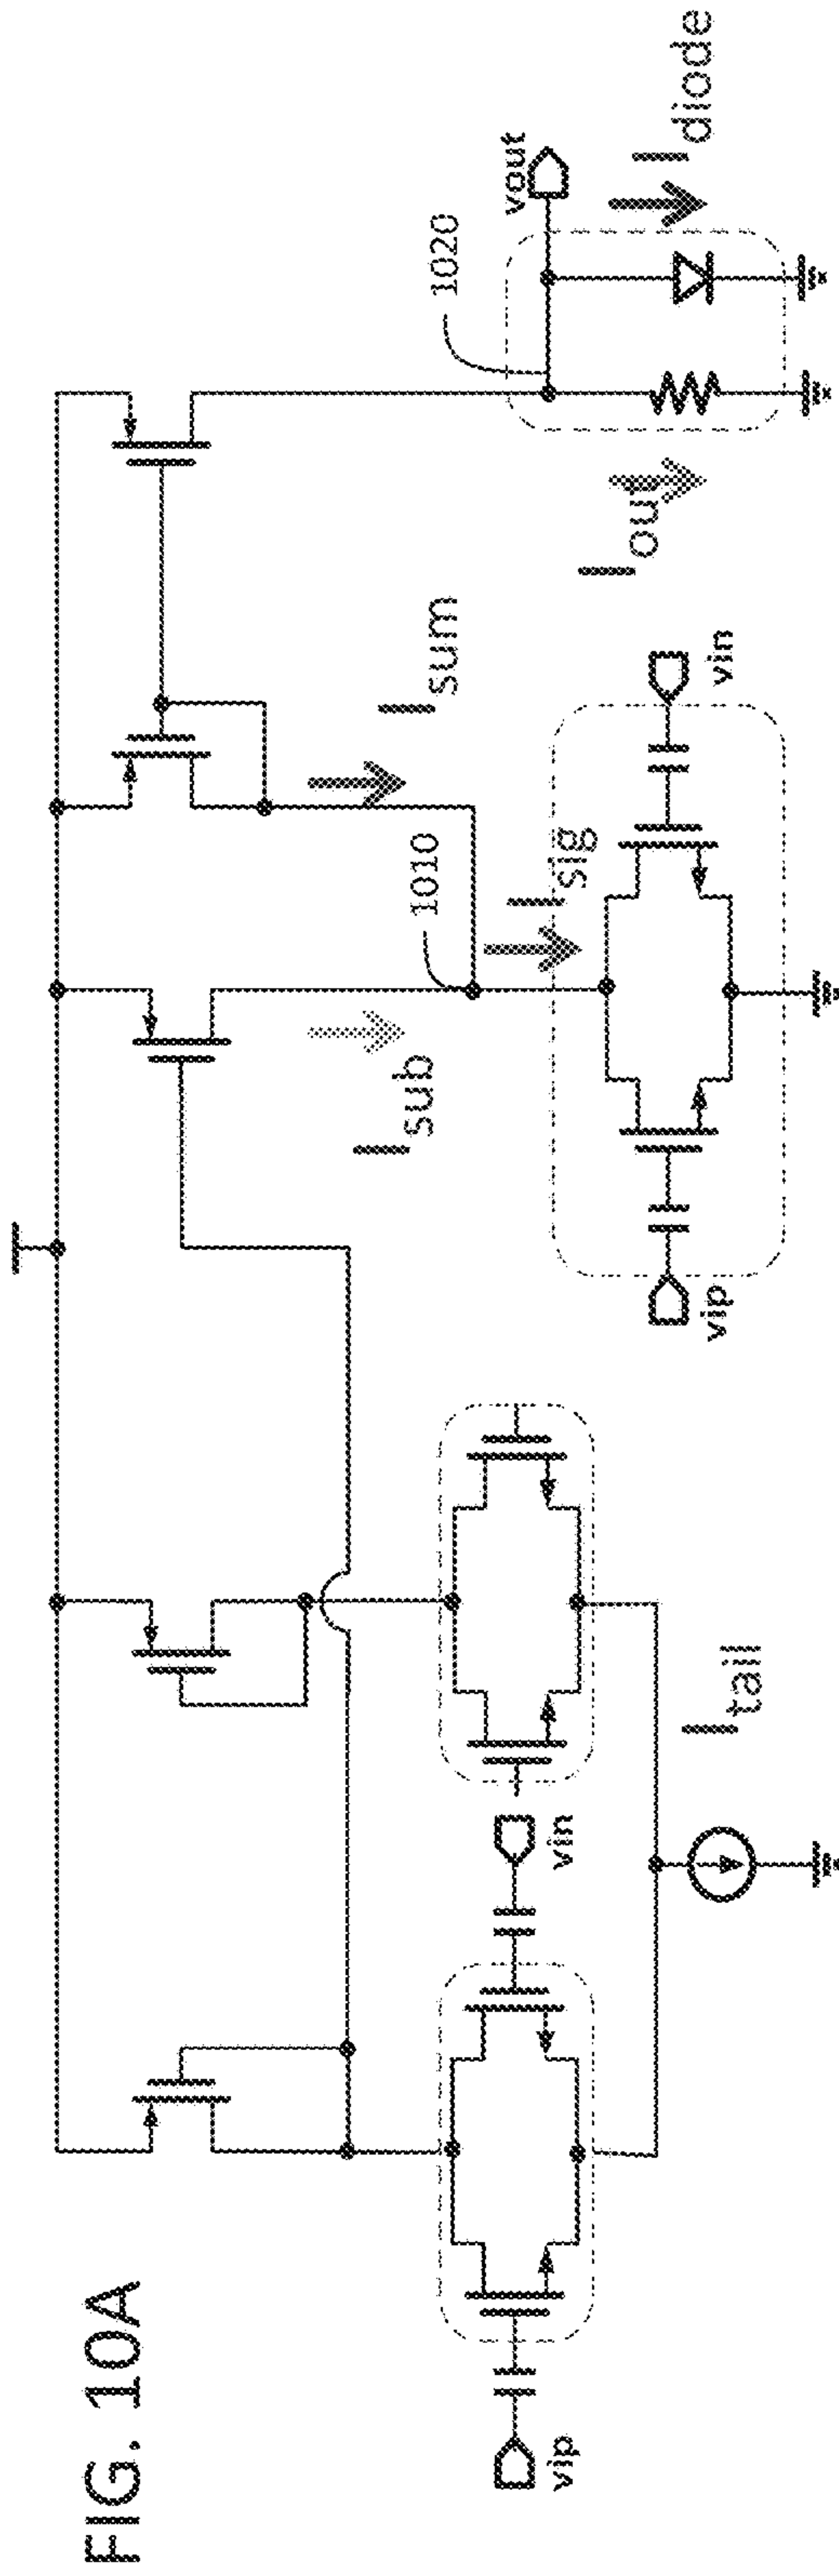 FIG. 10A
vip
vin
I tail
vip
vin
I sub
1010
I sig
I sum
I out
1020
vout
I diode